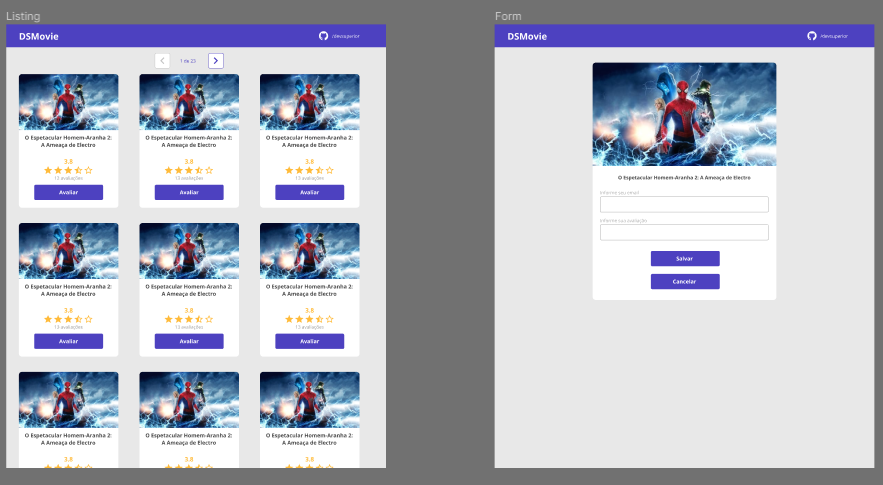 Listing
DSMovie
/devsuperior
1 de 23
O Espetacular Homem-Aranha 2:
A Ameaça de Electro
3.8
13 avaliações
Avaliar
O Espetacular Homem-Aranha 2:
A Ameaça de Electro
3.8
13 avaliações
Avaliar
O Espetacular Homem-Aranha 2:
A Ameaça de Electro
3.8
13 avaliações
Avaliar
O Espetacular Homem-Aranha 2:
A Ameaça de Electro
3.8
13 avaliações
Avaliar
O Espetacular Homem-Aranha 2:
A Ameaça de Electro
3.8
13 avaliações
Avaliar
O Espetacular Homem-Aranha 2:
A Ameaça de Electro
3.8
13 avaliações
Avaliar
O Espetacular Homem-Aranha 2:
A Ameaça de Electro
3.8
O Espetacular Homem-Aranha 2:
A Ameaça de Electro
3.8
O Espetacular Homem-Aranha 2:
A Ameaça de Electro
3.8
Form
DSMovie
/devsuperior
O Espetacular Homem-Aranha 2: A Ameaça de Electro
Informe seu email
Informe sua avaliação
Salvar
Cancelar